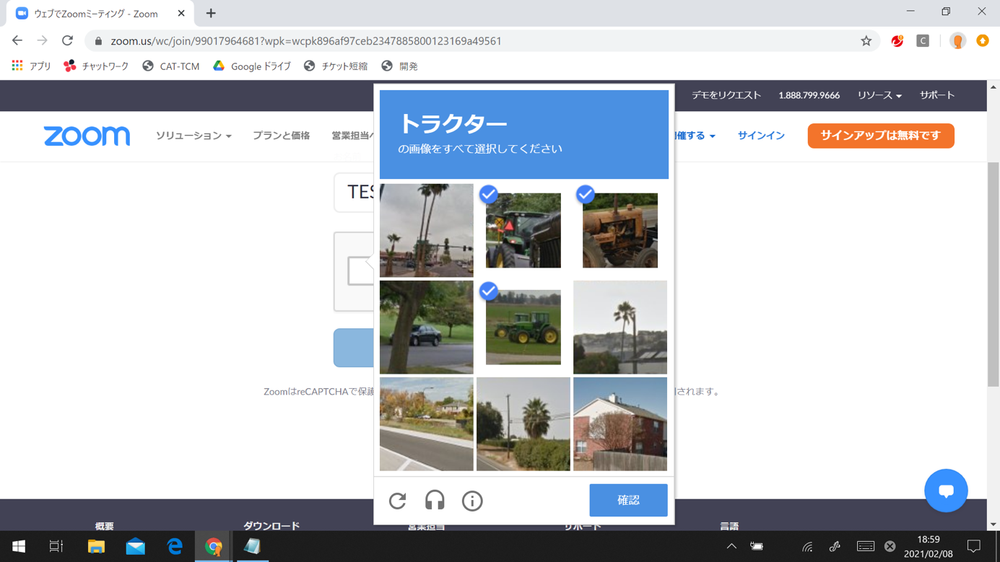 ウェブでZoomミーティング - Zoom
zoom.us/wc/join/99017964681?wpk=wcpk896af97ceb2347885800123169a49561
C
アプリ チャットワーク CAT-TCM Google ドライブ チケット短縮 開発
デモをリクエスト 1.888.799.9666 リソース サポート
zoom ソリューション プランと価格 営業担当へ 催する サインイン サインアップは無料です
トラクター
の画像をすべて選択してください
TES
ZoomはreCAPTCHAで保護 されます。
確認
概要 ダウンロード 営業担当 サポート 言語
18:59
2021/02/08